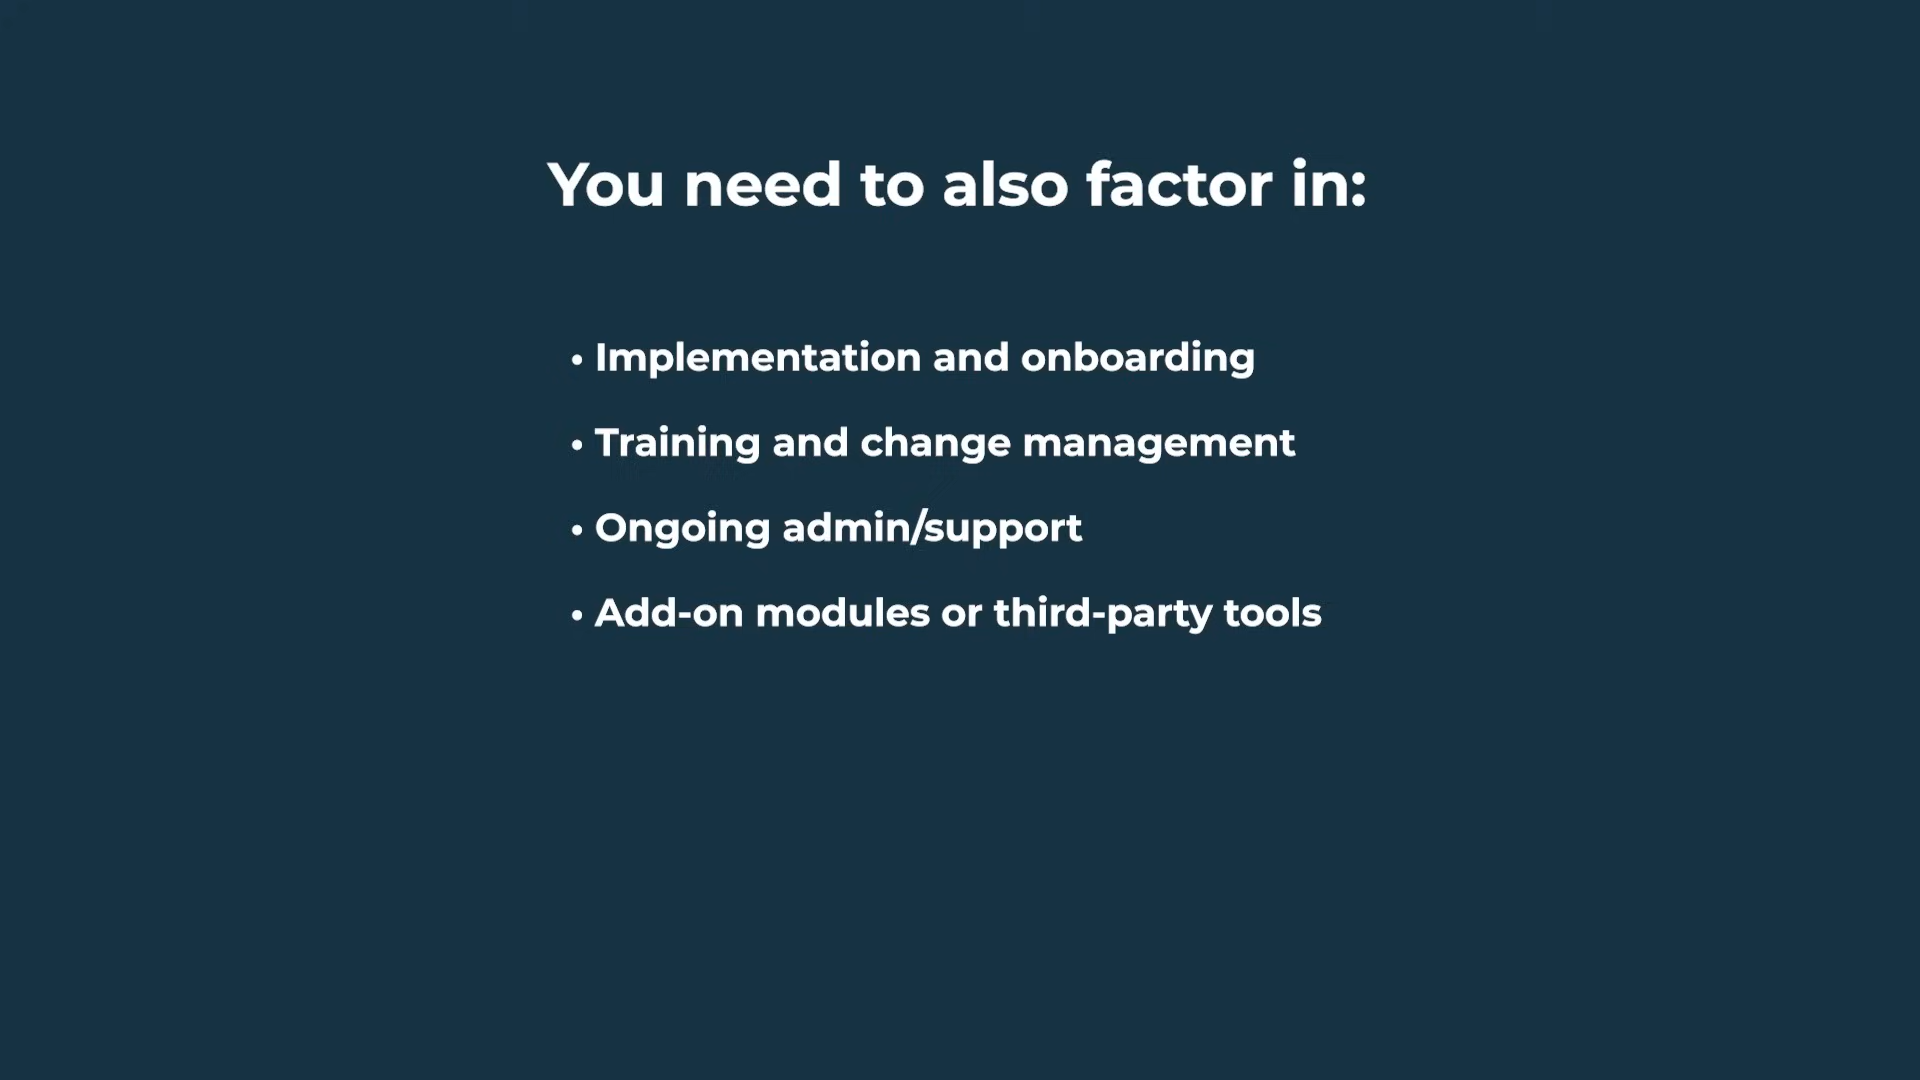 You need to also factor in:
• Implementation and onboarding
• Training and change management
• Ongoing admin/support
• Add-on modules or third-party tools